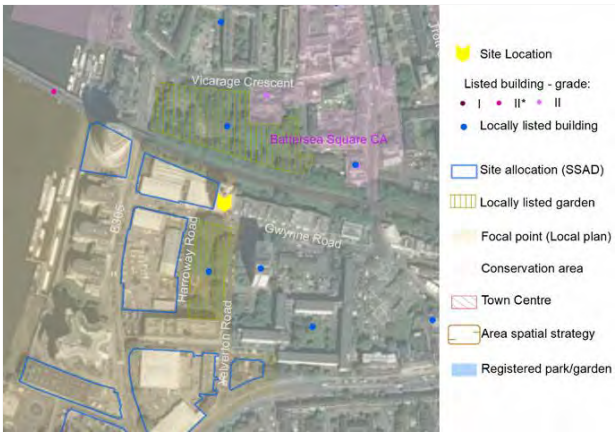 Vicarage Crescent
Battersea Square CA
B305
Gwynne Road
Harroway Road
Yelverton Road
Site Location
Listed building - grade:
I II* II
Locally listed building
Site allocation (SSAD)
Locally listed garden
Focal point (Local plan)
Conservation area
Town Centre
Area spatial strategy
Registered park/garden